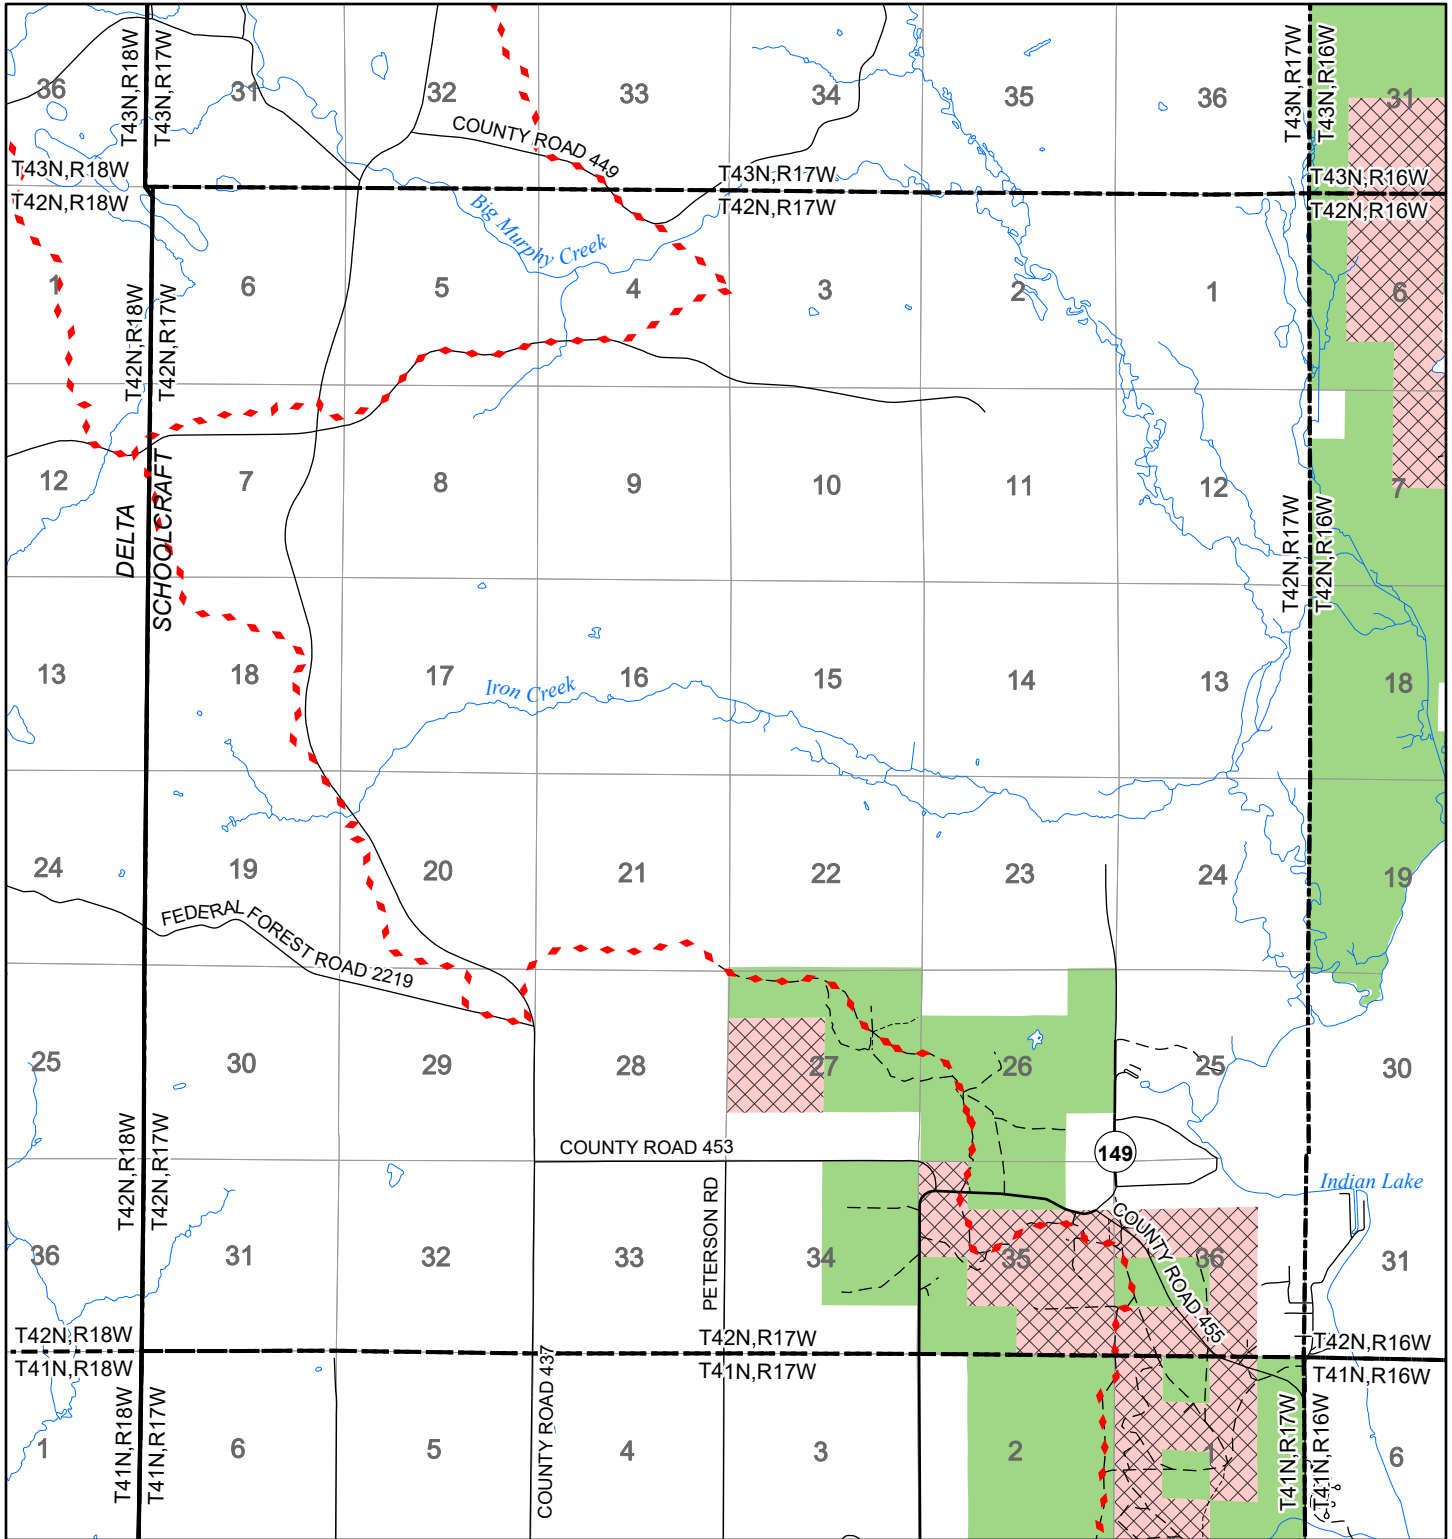 T43N,R18W
T43N,R17W
T43N,R17W
T43N,R16W
36
31
32
33
34
35
36
31
COUNTY ROAD 449
T43N,R18W
T43N,R17W
T43N,R16W
T42N,R18W
T42N,R17W
T42N,R16W
Big Murphy Creek
1
6
5
4
3
2
1
6
T42N,R18W
T42N,R17W
12
7
8
9
10
11
12
7
DELTA
SCHOOLCRAFT
T42N,R17W
T42N,R16W
13
18
17
16
15
14
13
18
Iron Creek
24
19
20
21
22
23
24
19
FEDERAL FOREST ROAD 2219
25
30
29
28
27
26
25
30
T42N,R18W
T42N,R17W
COUNTY ROAD 453
149
PETERSON RD
Indian Lake
COUNTY ROAD 455
36
31
32
33
34
35
36
31
T42N,R18W
T42N,R17W
T42N,R16W
T41N,R18W
T41N,R17W
T41N,R16W
COUNTY ROAD 437
T41N,R18W
T41N,R17W
T41N,R17W
T41N,R16W
1
6
5
4
3
2
1
6